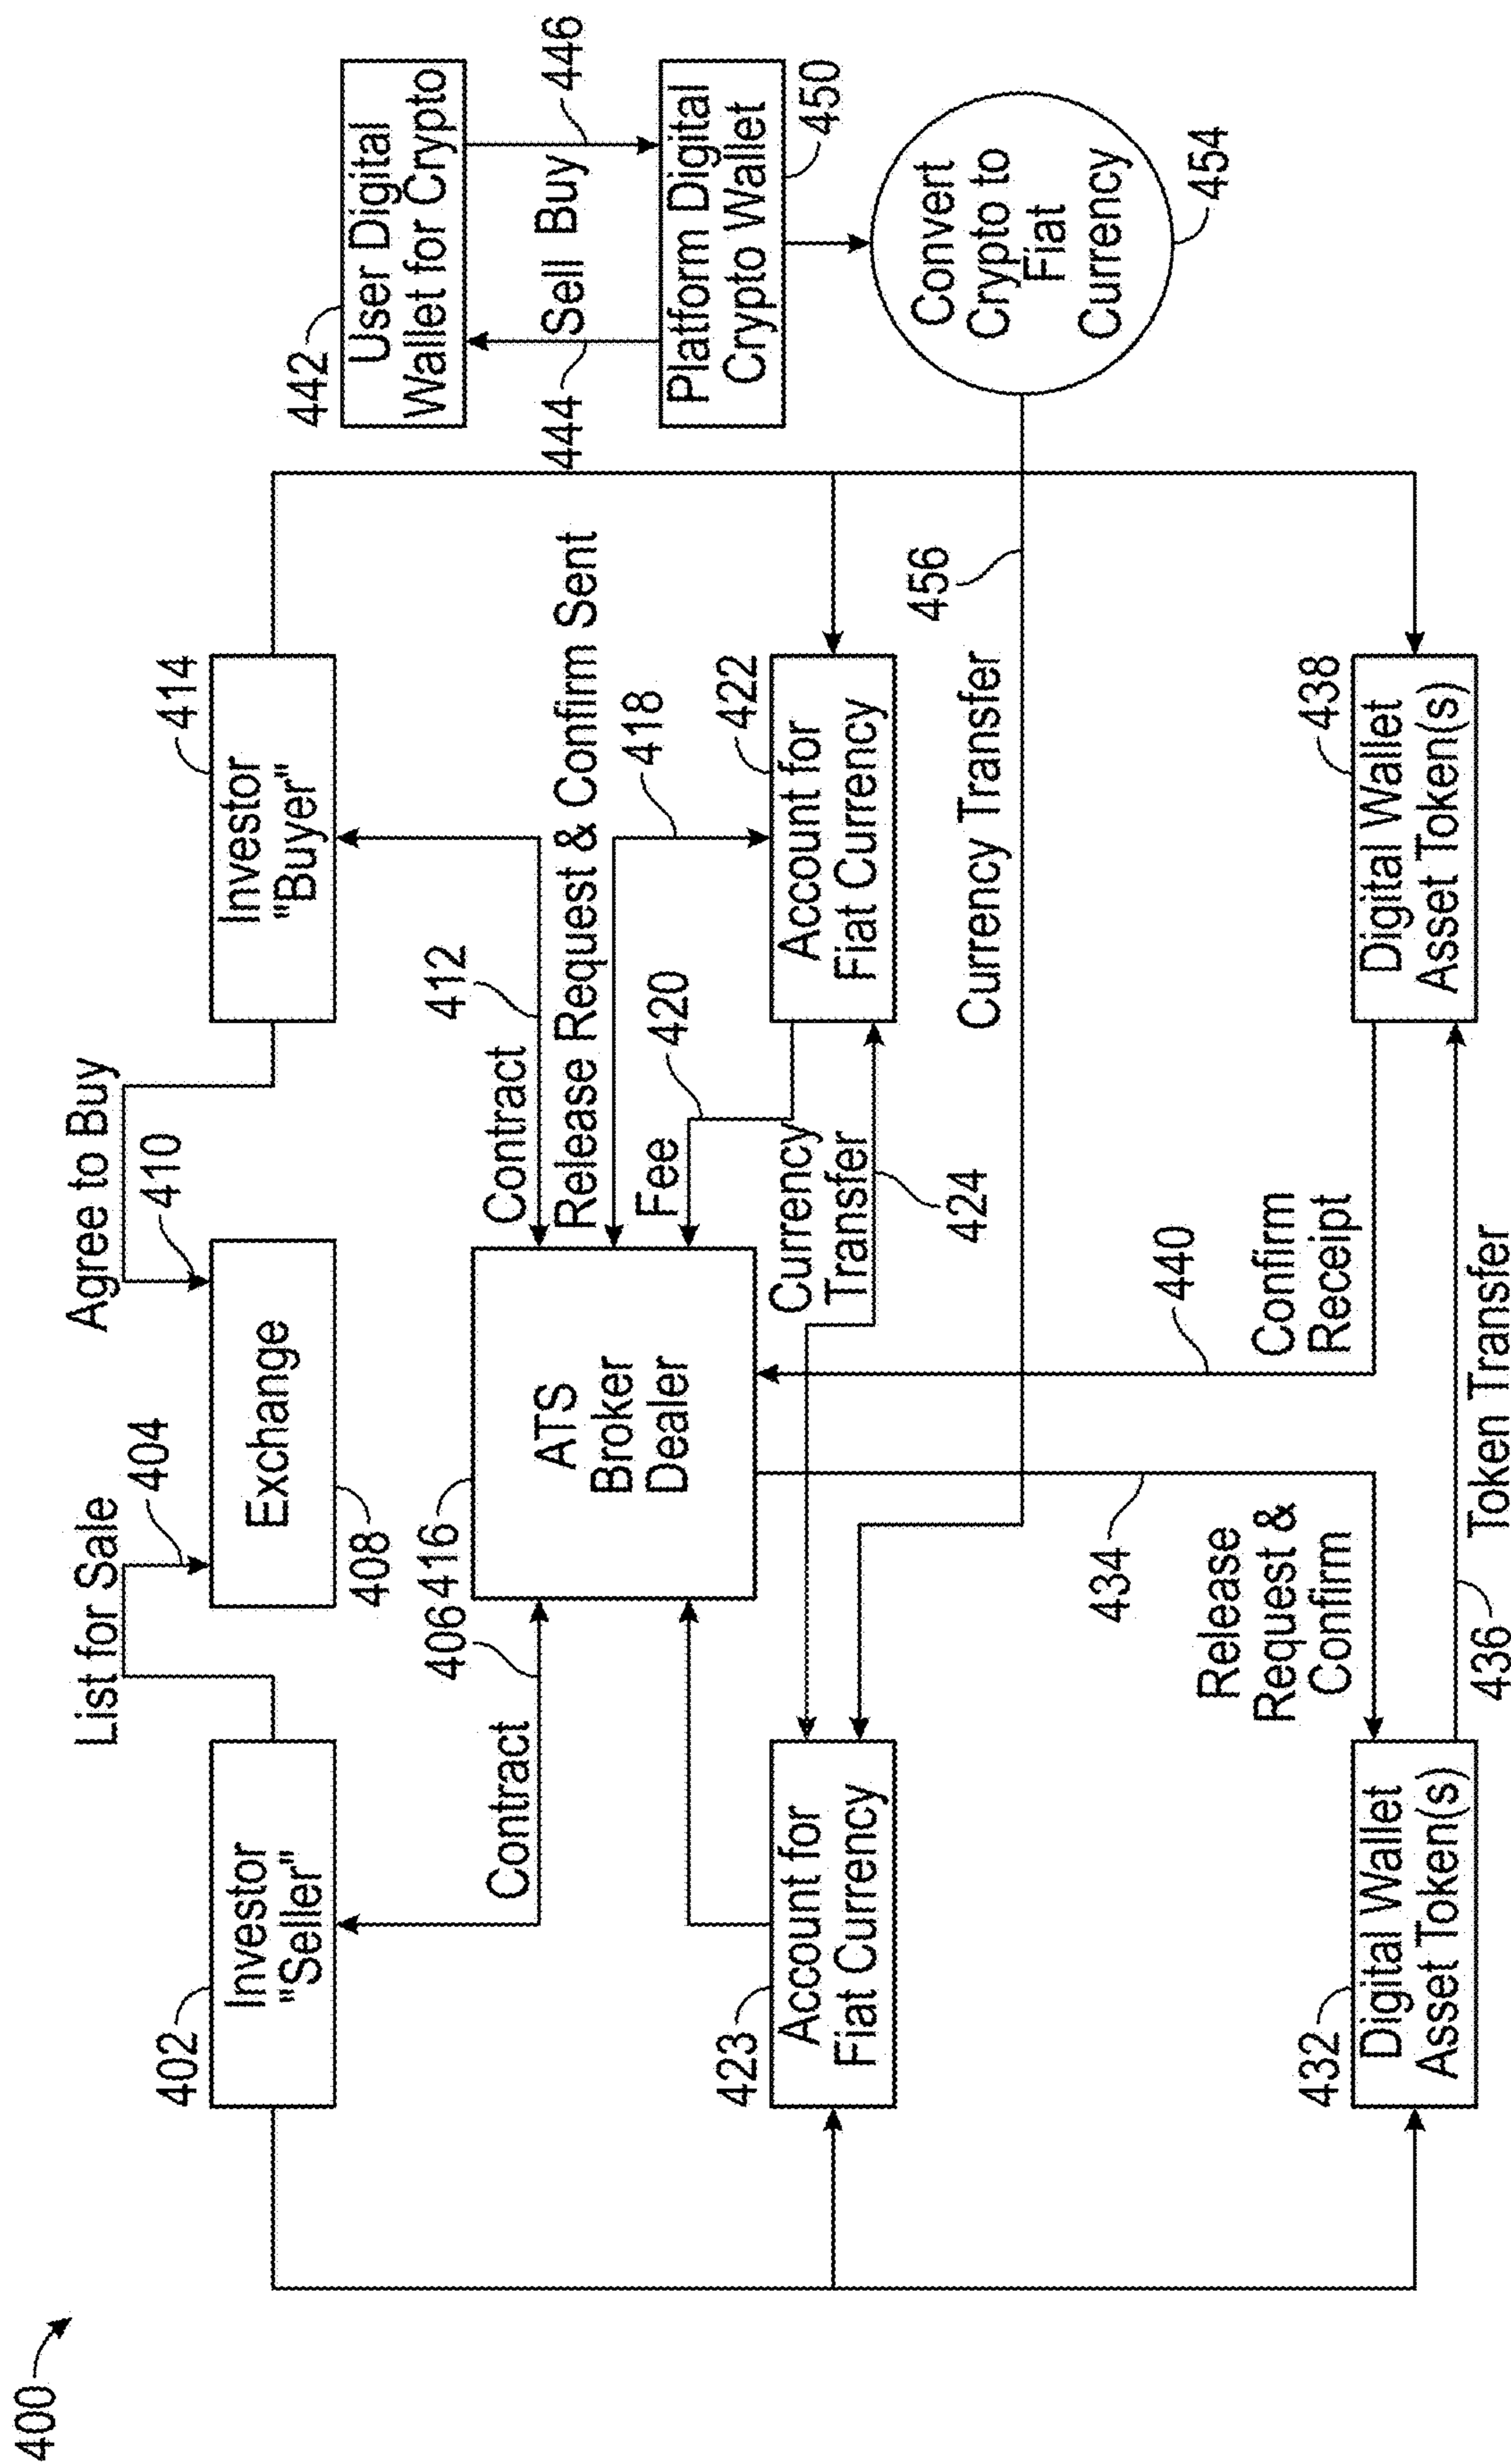 400
List for Sale
404
Agree to Buy
410
402
Investor
"Seller"
Exchange
408
414
Investor
"Buyer"
442
User Digital
Wallet for Crypto
444
Sell
Buy
446
Platform Digital
Crypto Wallet
450
Convert
Crypto to
Fiat
Currency
454
Contract
406
416
ATS
Broker
Dealer
Contract
412
Release Request & Confirm Sent
418
Fee
420
423
Account for
Fiat Currency
Currency
Transfer
424
422
Account for
Fiat Currency
456
Currency Transfer
434
Release
Request &
Confirm
440
Confirm
Receipt
432
Digital Wallet
Asset Token(s)
438
Digital Wallet
Asset Token(s)
436
Token Transfer